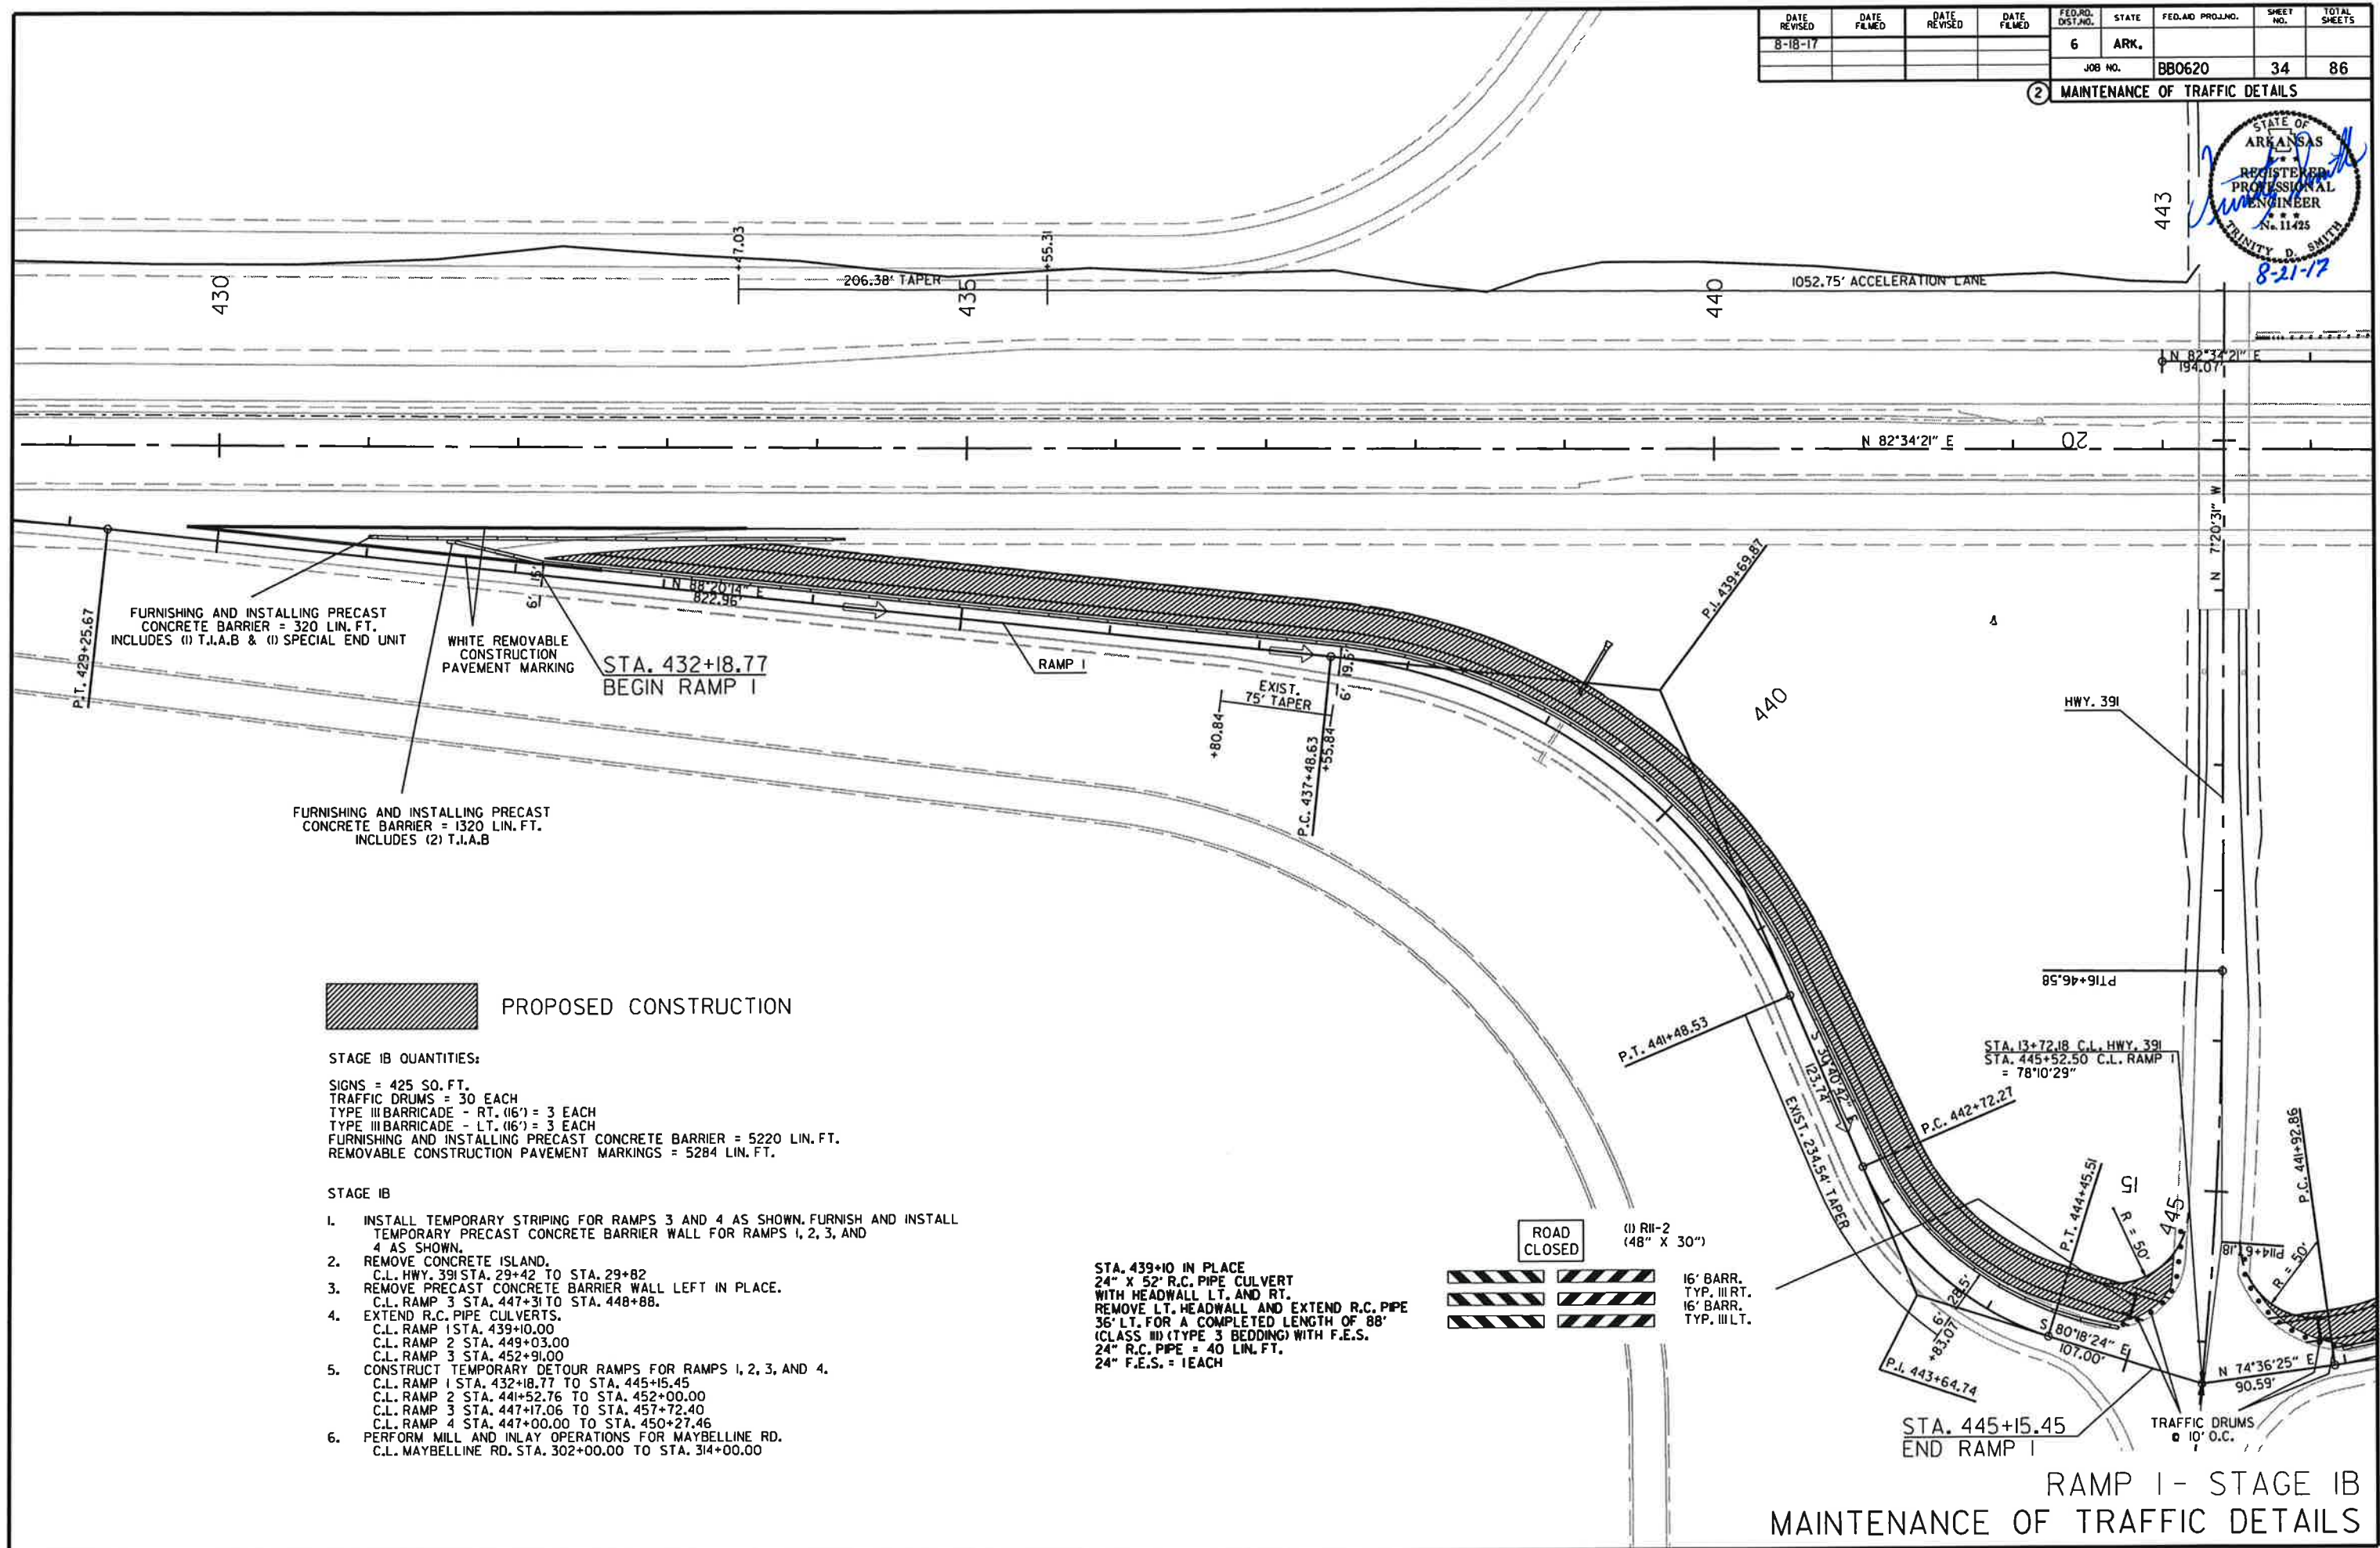 DATE REVISED DATE FILMED DATE REVISED DATE FILMED FED.RD. DIST.NO. STATE FED.AID PROJ.NO. SHEET NO. TOTAL SHEETS
8-18-17 6 ARK.
JOB NO. BB0620 34 86
2 MAINTENANCE OF TRAFFIC DETAILS
STATE OF
ARKANSAS
REGISTERED
PROFESSIONAL
ENGINEER
No. 11425
TRINITY D. SMITH
8-21-17
443
+47.03
+55.31
206.38' TAPER
1052.75' ACCELERATION LANE
430
435
440
N 82°34'21" E
194.07'
N 82°34'21" E
20
N 7°20'31" W
P.T. 429+25.67
FURNISHING AND INSTALLING PRECAST
CONCRETE BARRIER = 320 LIN. FT.
INCLUDES (1) T.I.A.B & (1) SPECIAL END UNIT
WHITE REMOVABLE
CONSTRUCTION
PAVEMENT MARKING
6' 15'
N 88°20'14" E
822.96'
STA. 432+18.77
BEGIN RAMP 1
RAMP 1
EXIST.
75' TAPER
+80.84
P.C. 437+48.63
+55.84
6' 19.5'
P.I. 439+69.87
440
HWY. 391
FURNISHING AND INSTALLING PRECAST
CONCRETE BARRIER = 1320 LIN. FT.
INCLUDES (2) T.I.A.B
PT16+46.58
P.T. 441+48.53
S 30°40'42" E
123.74'
EXIST. 234.54' TAPER
STA. 13+72.18 C.L. HWY. 391
STA. 445+52.50 C.L. RAMP 1
= 78°10'29"
P.C. 442+72.27
P.T. 444+45.51
15
R = 50'
445
P.C. 441+92.86
R = 50'
6' 28.5'
+83.07
P.I. 443+64.74
S 80°18'24" E
107.00'
N 74°36'25" E
90.59'
STA. 445+15.45
END RAMP 1
TRAFFIC DRUMS
@ 10' O.C.
PROPOSED CONSTRUCTION
STAGE 1B QUANTITIES:
SIGNS = 425 SQ. FT.
TRAFFIC DRUMS = 30 EACH
TYPE III BARRICADE - RT. (16') = 3 EACH
TYPE III BARRICADE - LT. (16') = 3 EACH
FURNISHING AND INSTALLING PRECAST CONCRETE BARRIER = 5220 LIN. FT.
REMOVABLE CONSTRUCTION PAVEMENT MARKINGS = 5284 LIN. FT.
STAGE 1B
1. INSTALL TEMPORARY STRIPING FOR RAMPS 3 AND 4 AS SHOWN. FURNISH AND INSTALL
TEMPORARY PRECAST CONCRETE BARRIER WALL FOR RAMPS 1, 2, 3, AND
4 AS SHOWN.
2. REMOVE CONCRETE ISLAND.
C.L. HWY. 391 STA. 29+42 TO STA. 29+82
3. REMOVE PRECAST CONCRETE BARRIER WALL LEFT IN PLACE.
C.L. RAMP 3 STA. 447+31 TO STA. 448+88.
4. EXTEND R.C. PIPE CULVERTS.
C.L. RAMP 1 STA. 439+10.00
C.L. RAMP 2 STA. 449+03.00
C.L. RAMP 3 STA. 452+91.00
5. CONSTRUCT TEMPORARY DETOUR RAMPS FOR RAMPS 1, 2, 3, AND 4.
C.L. RAMP 1 STA. 432+18.77 TO STA. 445+15.45
C.L. RAMP 2 STA. 441+52.76 TO STA. 452+00.00
C.L. RAMP 3 STA. 447+17.06 TO STA. 457+72.40
C.L. RAMP 4 STA. 447+00.00 TO STA. 450+27.46
6. PERFORM MILL AND INLAY OPERATIONS FOR MAYBELLINE RD.
C.L. MAYBELLINE RD. STA. 302+00.00 TO STA. 314+00.00
STA. 439+10 IN PLACE
24" X 52' R.C. PIPE CULVERT
WITH HEADWALL LT. AND RT.
REMOVE LT. HEADWALL AND EXTEND R.C. PIPE
36' LT. FOR A COMPLETED LENGTH OF 88'
(CLASS III) (TYPE 3 BEDDING) WITH F.E.S.
24" R.C. PIPE = 40 LIN. FT.
24" F.E.S. = 1 EACH
ROAD
CLOSED
(1) R11-2
(48" X 30")
16' BARR.
TYP. III RT.
16' BARR.
TYP. III LT.
RAMP 1 - STAGE 1B
MAINTENANCE OF TRAFFIC DETAILS